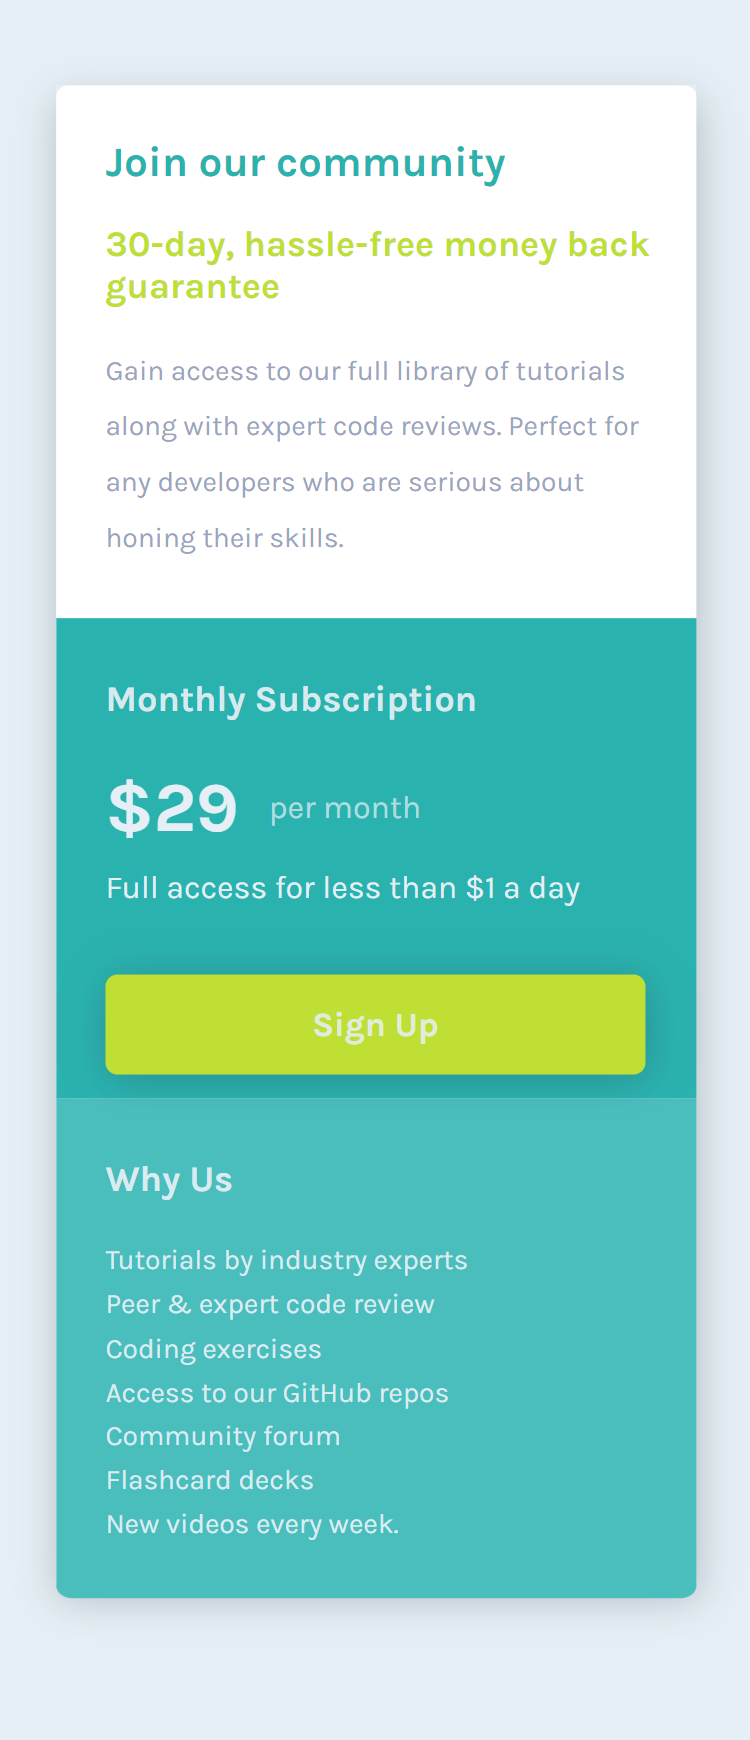 Join our community
30-day, hassle-free money back
guarantee
Gain access to our full library of tutorials
along with expert code reviews. Perfect for
any developers who are serious about
honing their skills.
Monthly Subscription
$29 per month
Full access for less than $1 a day
Sign Up
Why Us
Tutorials by industry experts
Peer & expert code review
Coding exercises
Access to our GitHub repos
Community forum
Flashcard decks
New videos every week.